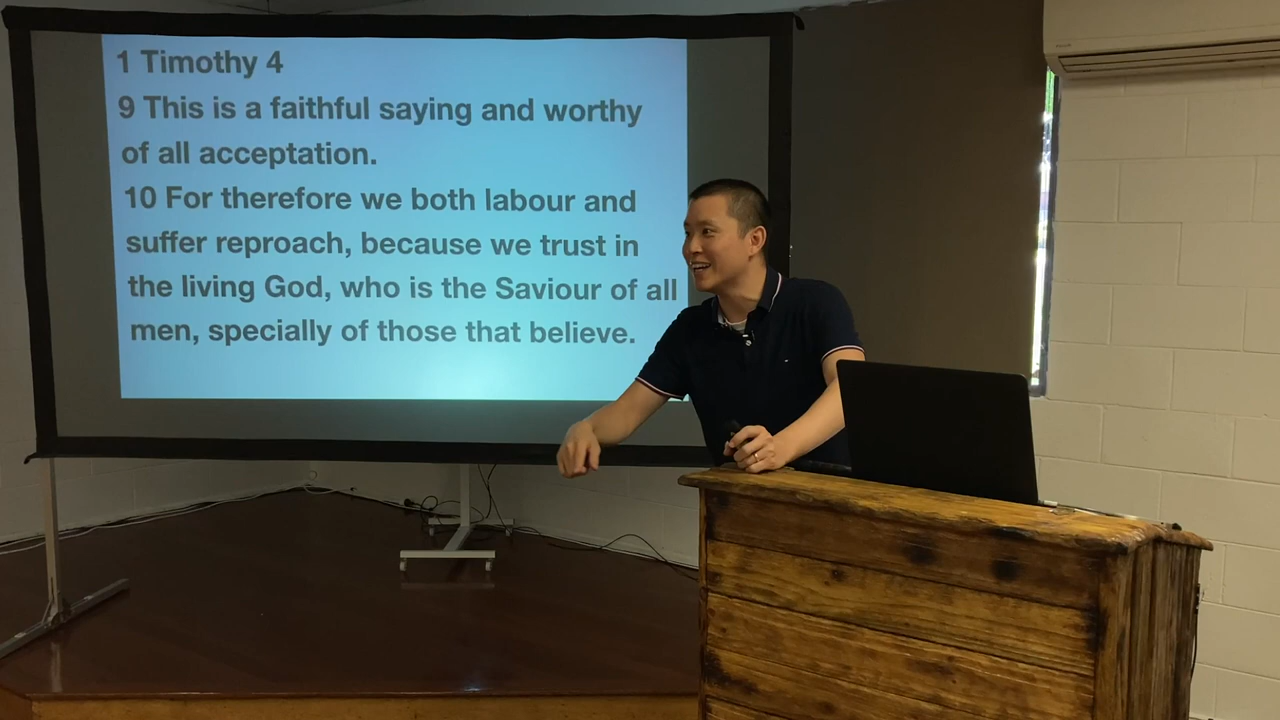 1 Timothy 4
9 This is a faithful saying and worthy
of all acceptation.
10 For therefore we both labour and
suffer reproach, because we trust in
the living God, who is the Saviour of all
men, specially of those that believe.